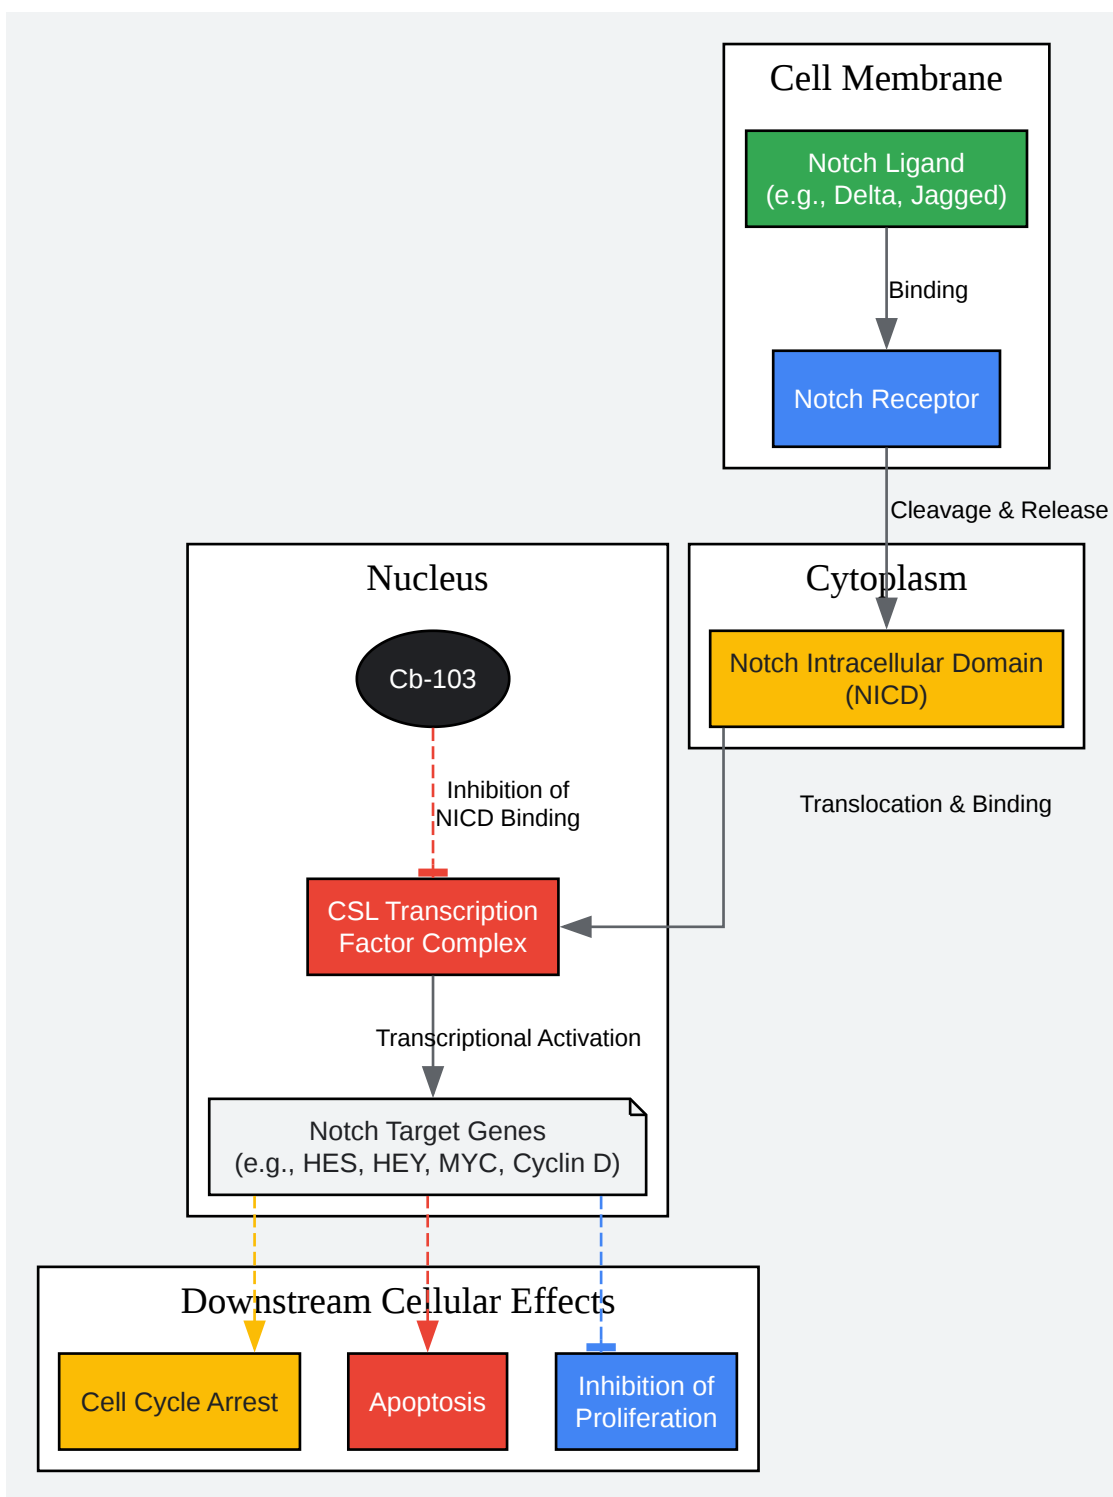 Cell Membrane
Notch Ligand
(e.g., Delta, Jagged)
Binding
Notch Receptor
Cleavage & Release
Cytoplasm
Notch Intracellular Domain
(NICD)
Translocation & Binding
Nucleus
Cb-103
Inhibition of
NICD Binding
CSL Transcription
Factor Complex
Transcriptional Activation
Notch Target Genes
(e.g., HES, HEY, MYC, Cyclin D)
Downstream Cellular Effects
Cell Cycle Arrest
Apoptosis
Inhibition of
Proliferation